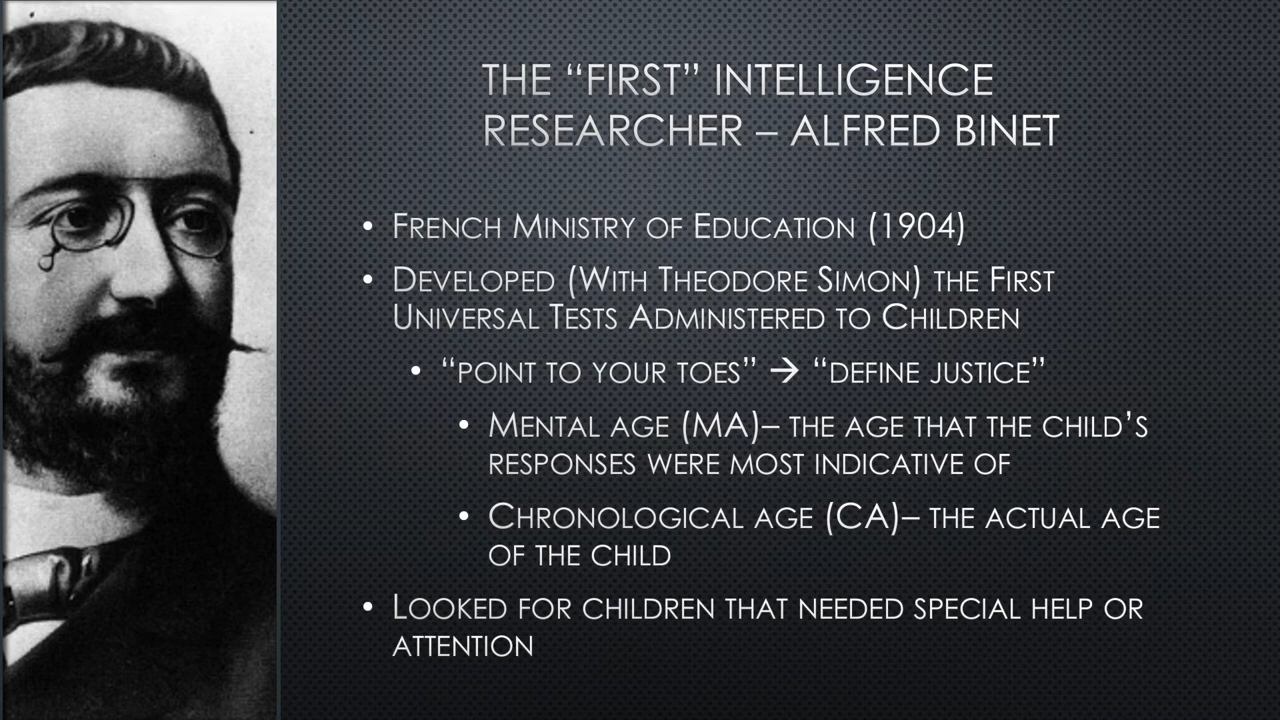 THE “FIRST” INTELLIGENCE
RESEARCHER – ALFRED BINET
• FRENCH MINISTRY OF EDUCATION (1904)
• DEVELOPED (WITH THEODORE SIMON) THE FIRST
UNIVERSAL TESTS ADMINISTERED TO CHILDREN
• “POINT TO YOUR TOES” → “DEFINE JUSTICE”
• MENTAL AGE (MA)– THE AGE THAT THE CHILD’S
RESPONSES WERE MOST INDICATIVE OF
• CHRONOLOGICAL AGE (CA)– THE ACTUAL AGE
OF THE CHILD
• LOOKED FOR CHILDREN THAT NEEDED SPECIAL HELP OR
ATTENTION